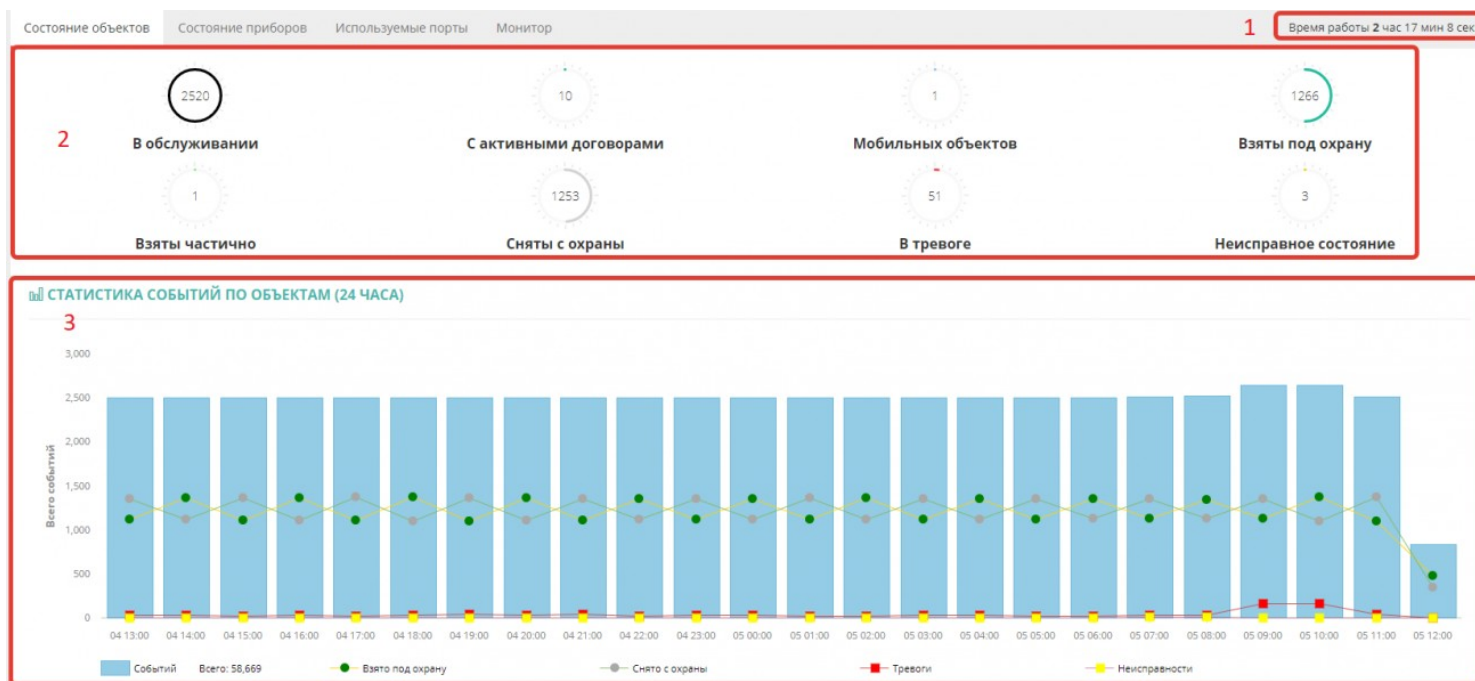 Состояние объектов Состояние приборов Используемые порты Монитор 1 Время работы 2 час 17 мин 8 сек
2520 10 1 1266
2
В обслуживании С активными договорами Мобильных объектов Взяты под охрану
1 1253 51 3
Взяты частично Сняты с охраны В тревоге Неисправное состояние
СТАТИСТИКА СОБЫТИЙ ПО ОБЪЕКТАМ (24 ЧАСА)
3
Всего событий
3,000
2,500
2,000
1,500
1,000
500
0
04 13:00 04 14:00 04 15:00 04 16:00 04 17:00 04 18:00 04 19:00 04 20:00 04 21:00 04 22:00 04 23:00 05 00:00 05 01:00 05 02:00 05 03:00 05 04:00 05 05:00 05 06:00 05 07:00 05 08:00 05 09:00 05 10:00 05 11:00 05 12:00
Событий Всего: 58,669 Взято под охрану Снято с охраны Тревоги Неисправности